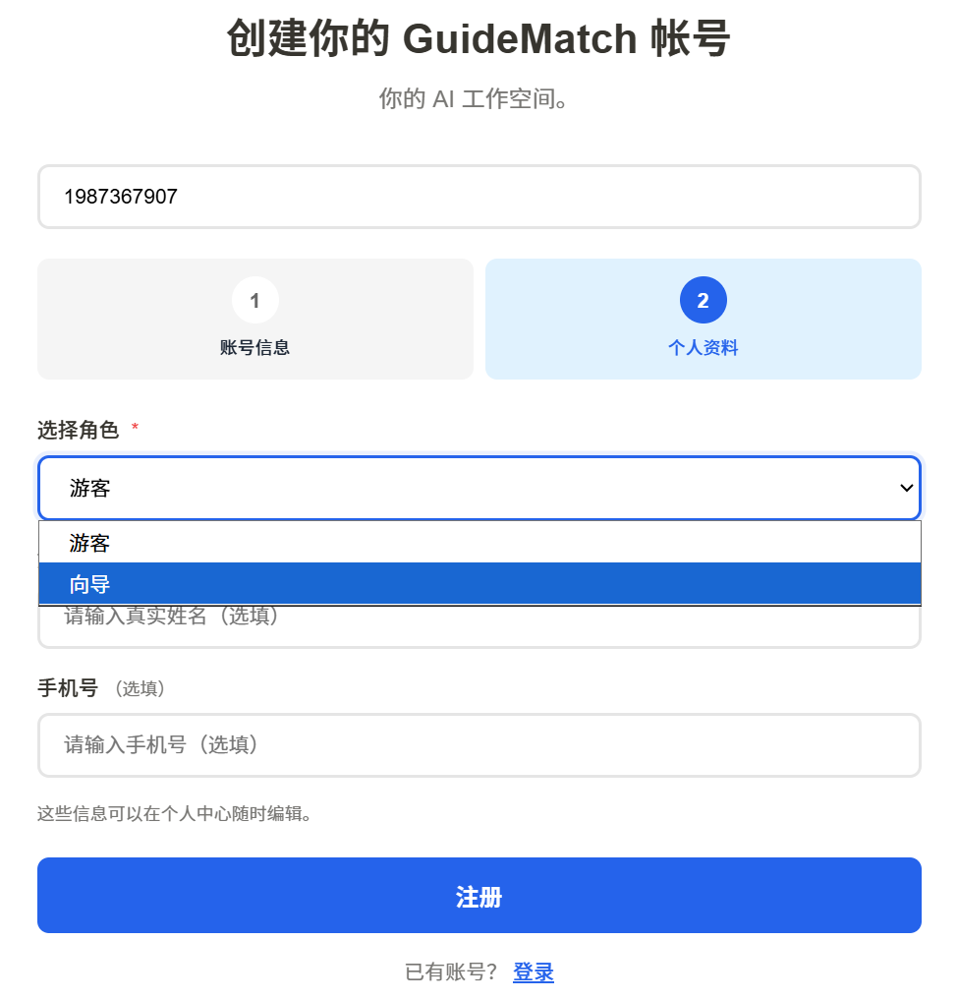 创建你的 GuideMatch 帐号
你的 AI 工作空间。
1987367907
1
账号信息
2
个人资料
选择角色 *
游客
游客
向导
请输入真实姓名（选填）
手机号 （选填）
请输入手机号（选填）
这些信息可以在个人中心随时编辑。
注册
已有账号？ 登录